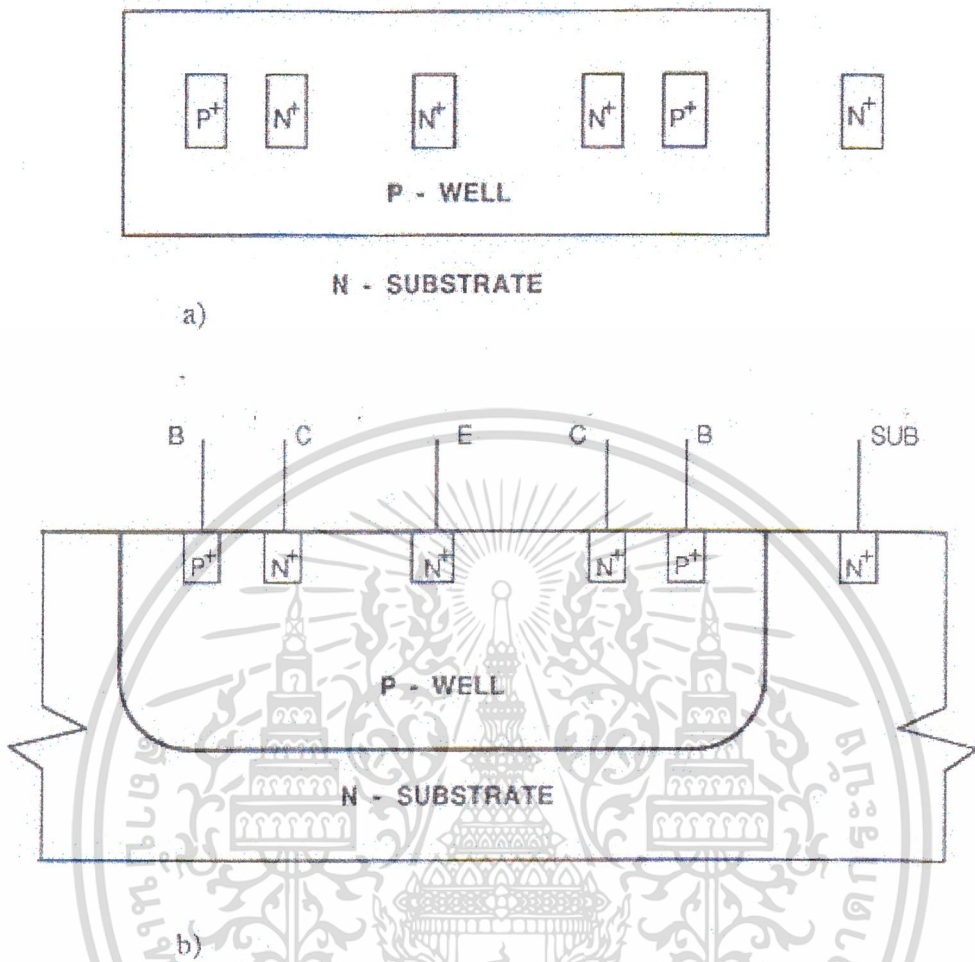 P+ N+ N+ N+ P+ N+
P - WELL
N - SUBSTRATE
a)
B C E C B SUB
P+ N+ N+ N+ P+ N+
P - WELL
N - SUBSTRATE
b)